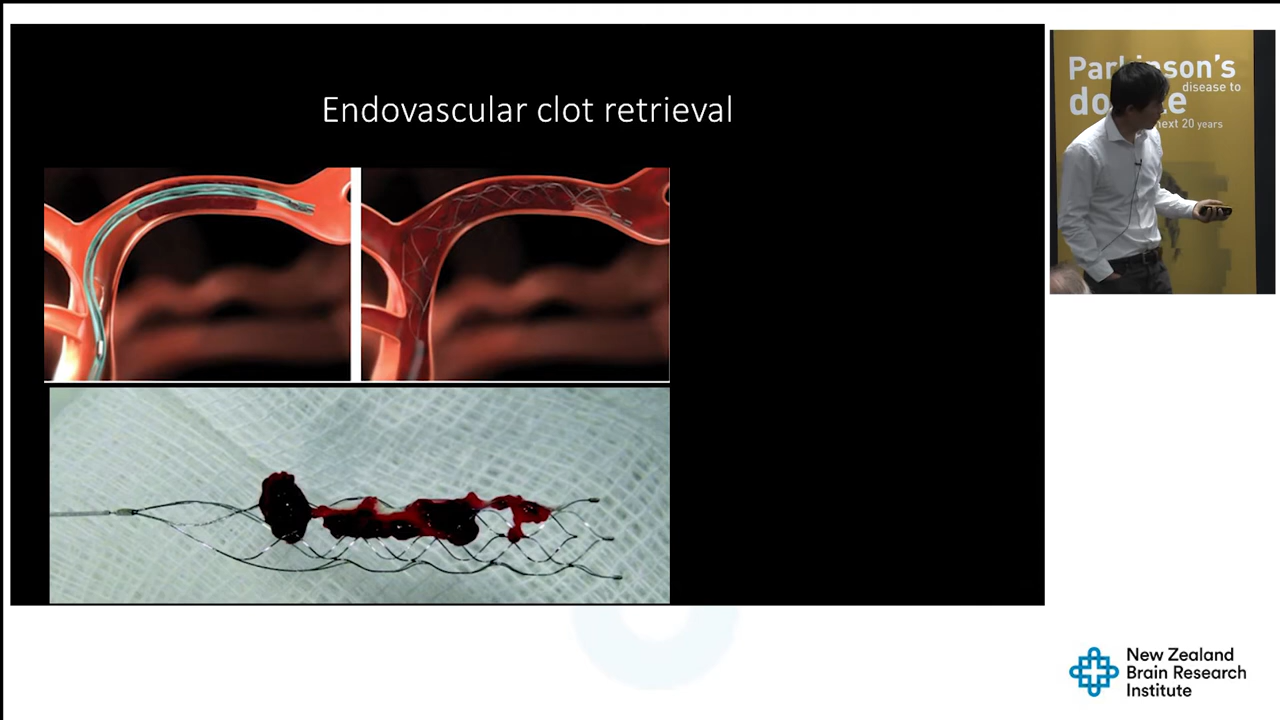 Endovascular clot retrieval
disease to
next 20 years
New Zealand
Brain Research
Institute